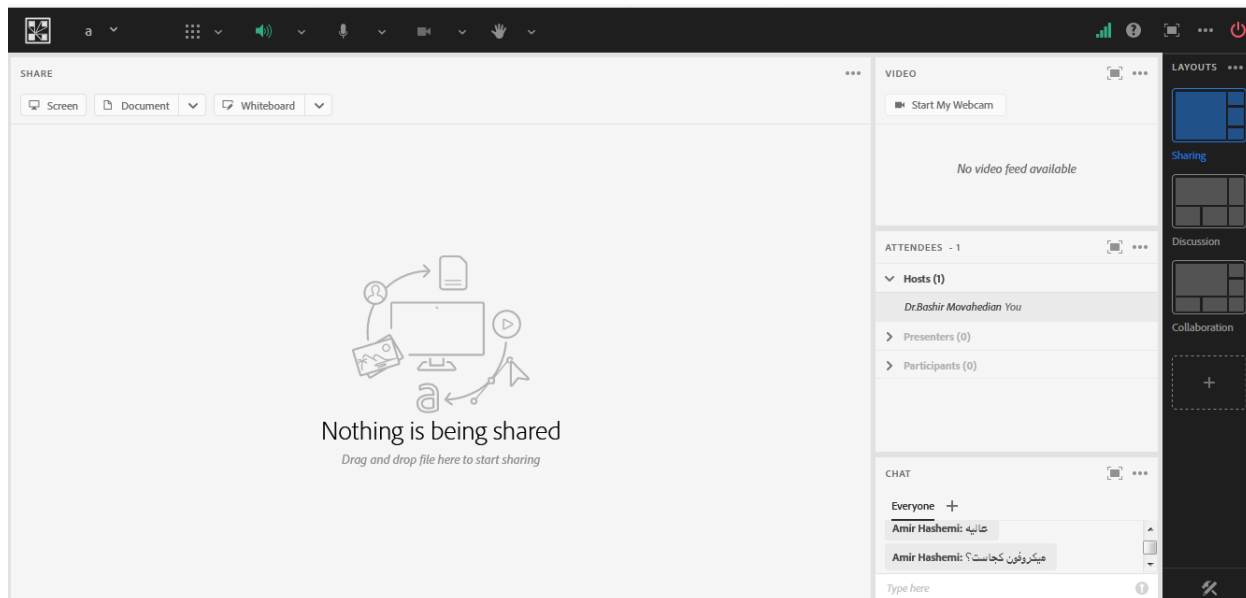 a
SHARE
Screen
Document
Whiteboard
Nothing is being shared
Drag and drop file here to start sharing
VIDEO
Start My Webcam
No video feed available
ATTENDEES - 1
Hosts (1)
Dr.Bashir Movahedian You
Presenters (0)
Participants (0)
CHAT
Everyone
Amir Hashemi: عالیه
Amir Hashemi: میکروفون کجاست؟
Type here
LAYOUTS
Sharing
Discussion
Collaboration